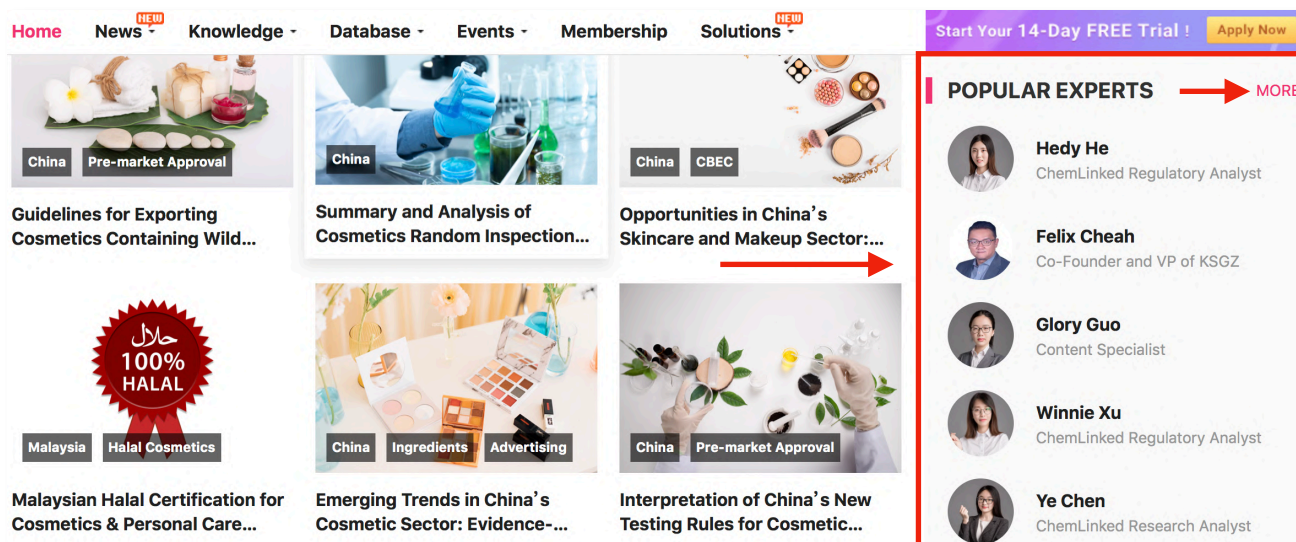 Home News NEW Knowledge Database Events Membership Solutions NEW
Start Your 14-Day FREE Trial ! Apply Now
China Pre-market Approval
Guidelines for Exporting
Cosmetics Containing Wild...
China
Summary and Analysis of
Cosmetics Random Inspection...
China CBEC
Opportunities in China’s
Skincare and Makeup Sector:...
حلال
100%
HALAL
Malaysia Halal Cosmetics
Malaysian Halal Certification for
Cosmetics & Personal Care...
China Ingredients Advertising
Emerging Trends in China’s
Cosmetic Sector: Evidence-...
China Pre-market Approval
Interpretation of China’s New
Testing Rules for Cosmetic...
POPULAR EXPERTS MORE
Hedy He
ChemLinked Regulatory Analyst
Felix Cheah
Co-Founder and VP of KSGZ
Glory Guo
Content Specialist
Winnie Xu
ChemLinked Regulatory Analyst
Ye Chen
ChemLinked Research Analyst